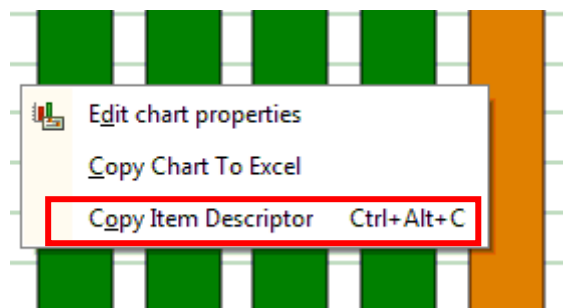 Edit chart properties
Copy Chart To Excel
Copy Item Descriptor Ctrl+Alt+C